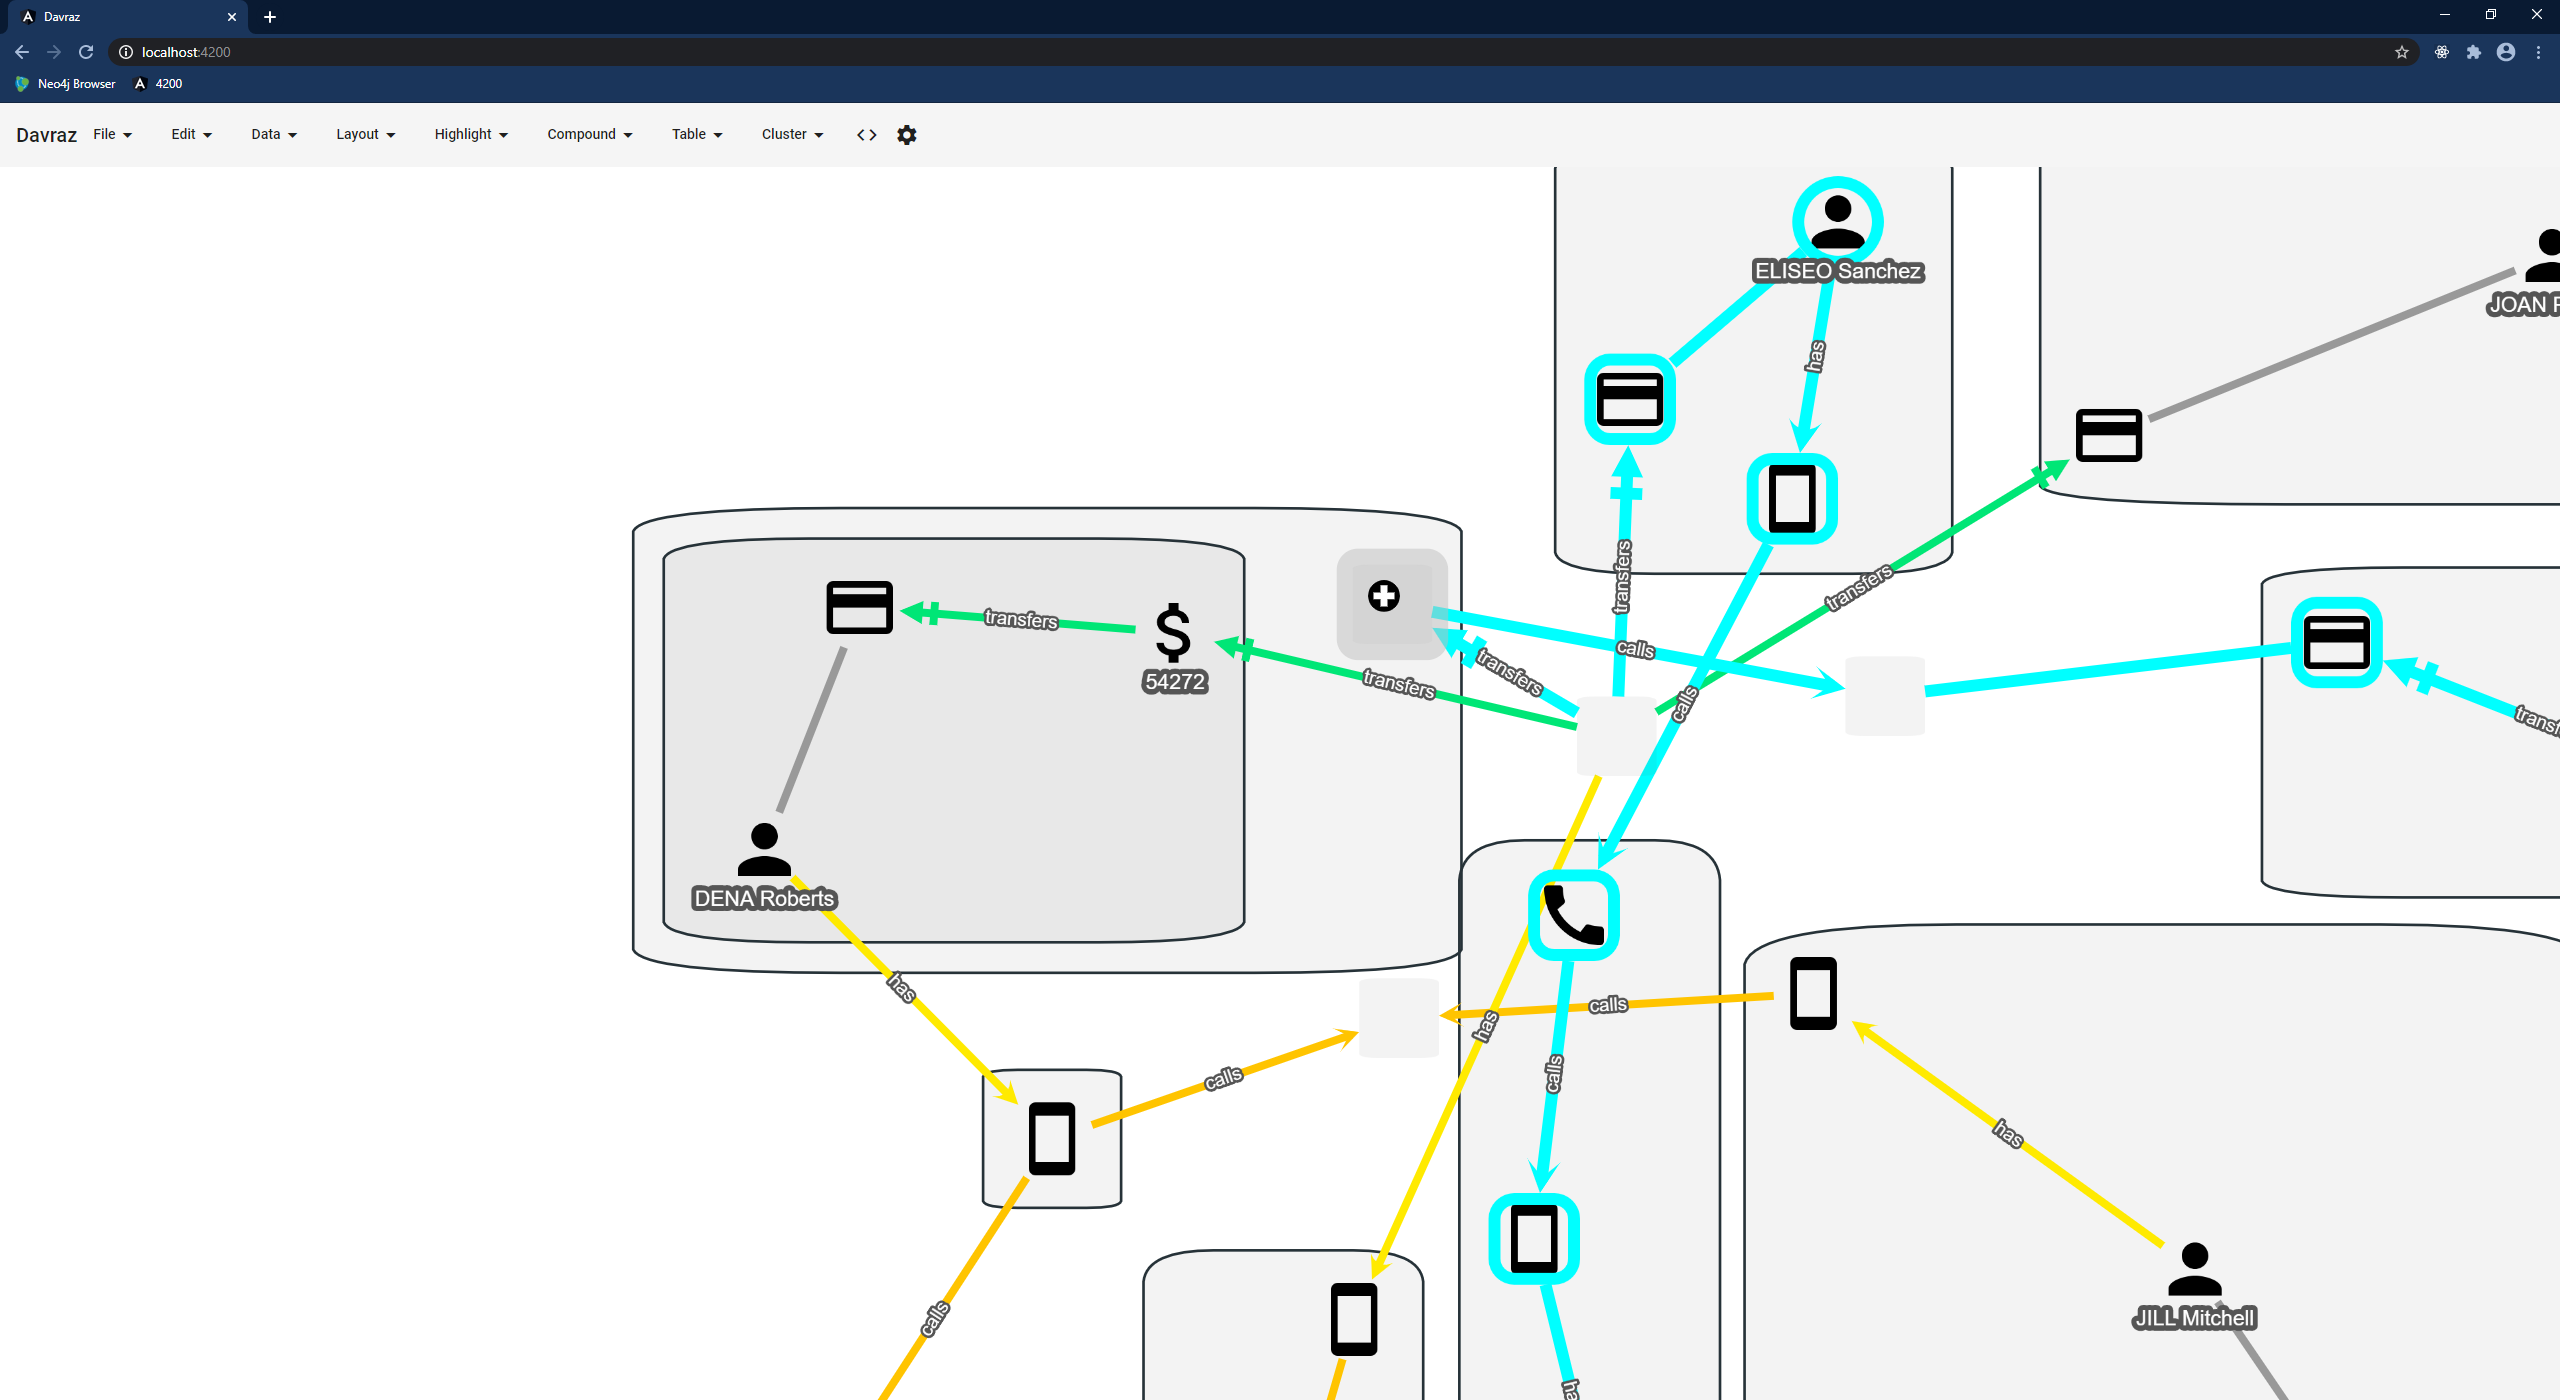 Davraz
localhost:4200
Neo4j Browser
4200
Davraz
File
Edit
Data
Layout
Highlight
Compound
Table
Cluster
ELISEO Sanchez
has
transfers
calls
transfers
calls
transfers
transfers
transfers
54272
DENA Roberts
has
calls
calls
has
calls
calls
has
JILL Mitchell
JOAN